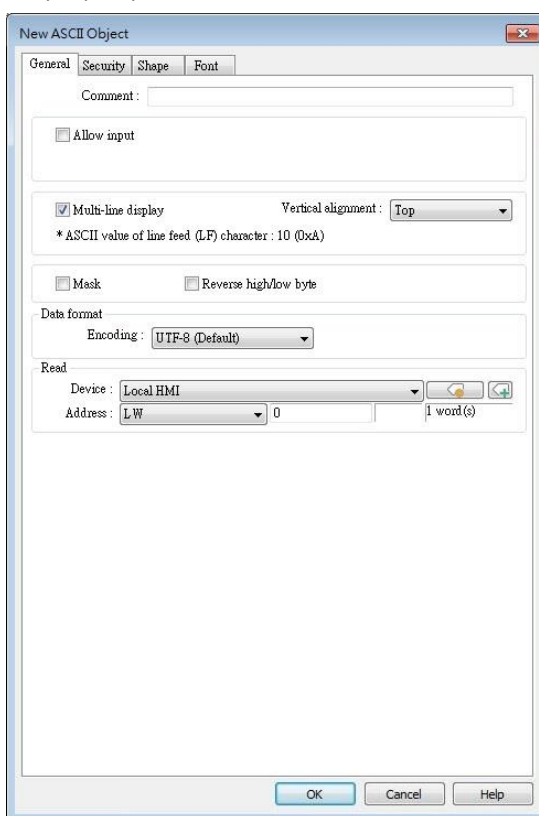 New ASCII Object
General Security Shape Font
Comment :
Allow input
Multi-line display Vertical alignment : Top
* ASCII value of line feed (LF) character : 10 (0xA)
Mask Reverse high/low byte
Data format
Encoding : UTF-8 (Default)
Read
Device : Local HMI
Address : LW 0 1 word(s)
OK Cancel Help